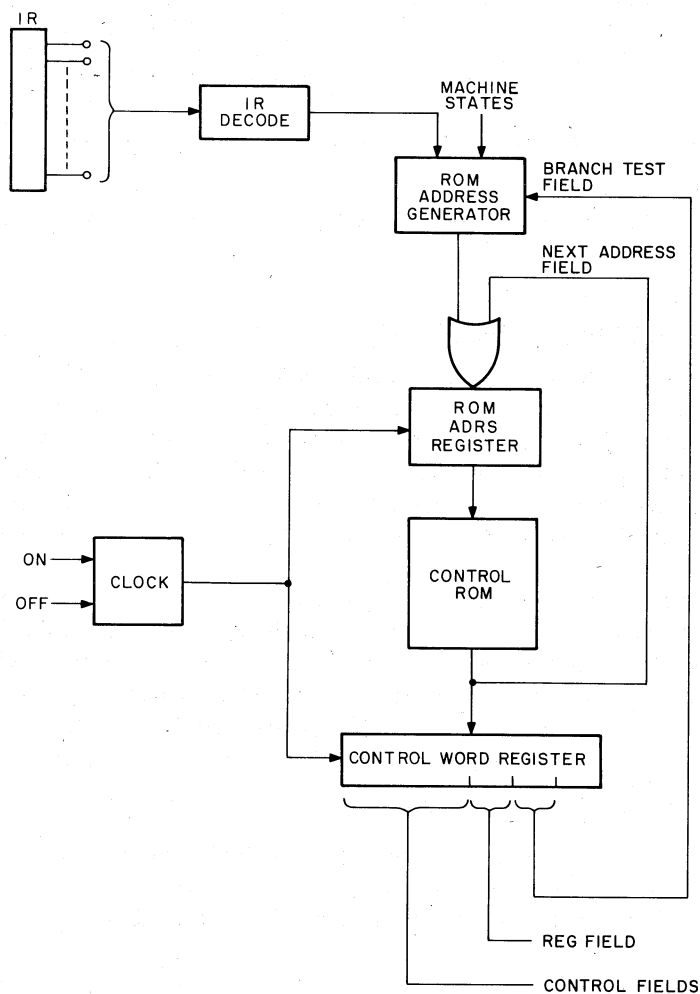 IR
IR
DECODE
MACHINE
STATES
ROM
ADDRESS
GENERATOR
BRANCH TEST
FIELD
NEXT ADDRESS
FIELD
ROM
ADRS
REGISTER
ON
OFF
CLOCK
CONTROL
ROM
CONTROL WORD REGISTER
REG FIELD
CONTROL FIELDS